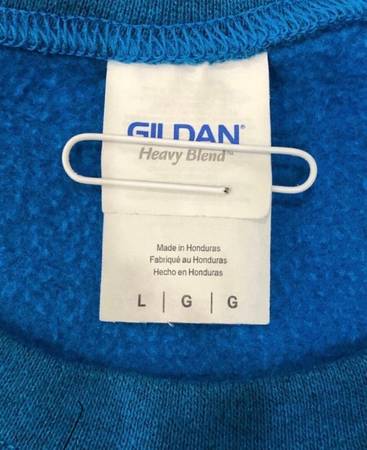 GILDAN®
Heavy Blend™
Made in Honduras
Fabriqué au Honduras
Hecho en Honduras
L | G | G